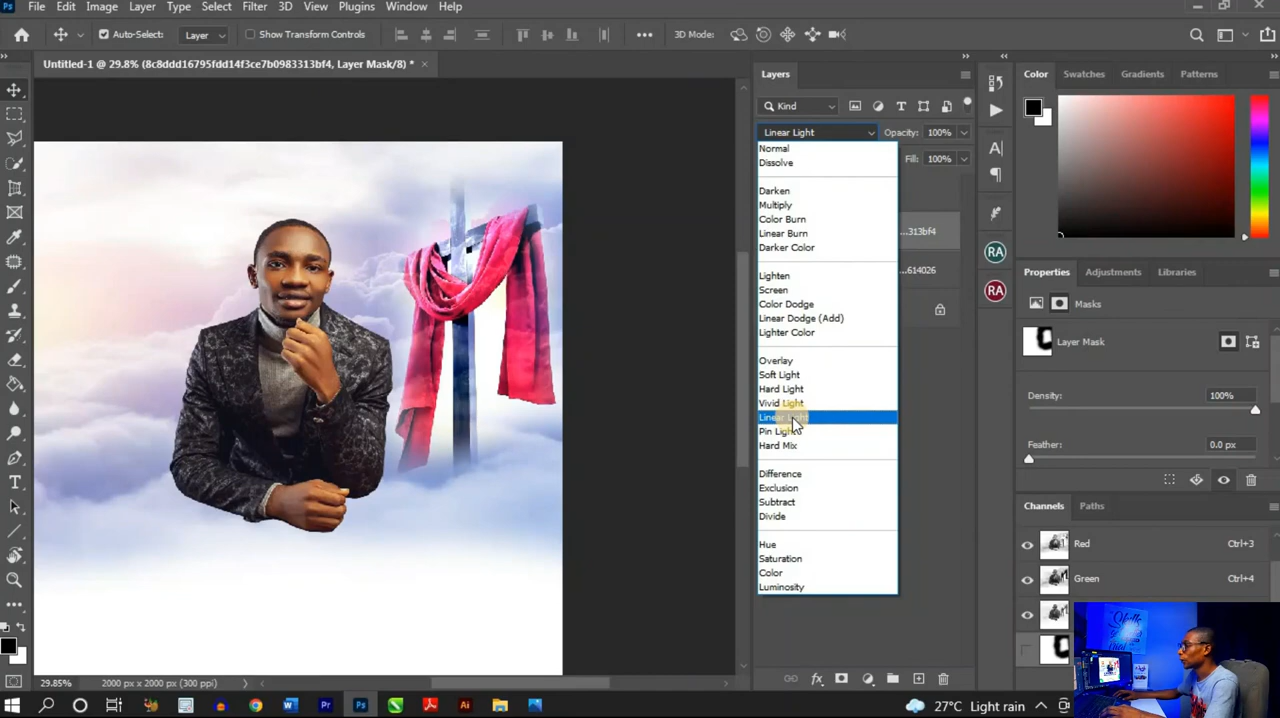 Ps File Edit Image Layer Type Select Filter 3D View Plugins Window Help
Auto-Select: Layer Show Transform Controls ••• 3D Mode:
Untitled-1 @ 29.8% (8c8ddd16795fdd14f3ce7b0983313bf4, Layer Mask/8) * ×
Layers
Kind
Linear Light Opacity: 100%
Fill: 100%
Normal
Dissolve
Darken
Multiply
Color Burn
Linear Burn
Darker Color
Lighten
Screen
Color Dodge
Linear Dodge (Add)
Lighter Color
Overlay
Soft Light
Hard Light
Vivid Light
Linear Light
Pin Light
Hard Mix
Difference
Exclusion
Subtract
Divide
Hue
Saturation
Color
Luminosity
...313bf4
...614026
RA
RA
Color Swatches Gradients Patterns
Properties Adjustments Libraries
Masks
Layer Mask
Density: 100%
Feather: 0.0 px
Channels Paths
Red Ctrl+3
Green Ctrl+4
29.85% 2000 px x 2000 px (300 ppi)
27°C Light rain